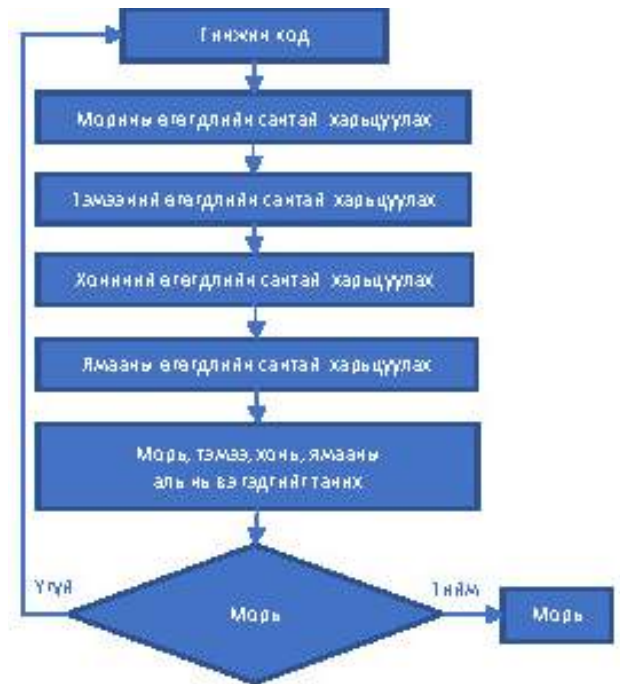 Гинжин код
Морины өгөгдлийн сантай харьцуулах
Тэмээний өгөгдлийн сантай харьцуулах
Хонины өгөгдлийн сантай харьцуулах
Ямааны өгөгдлийн сантай харьцуулах
Морь, тэмээ, хонь, ямааны
аль нь вэ гэдгийг таних
Үгүй
Морь
Тийм
Морь